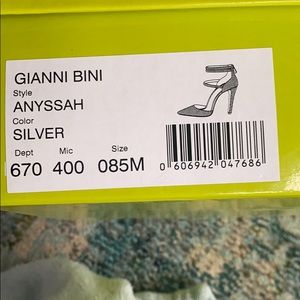 GIANNI BINI
Style
ANYSSAH
Color
SILVER
Dept Mic Size
670 400 085M
0 606942 047686